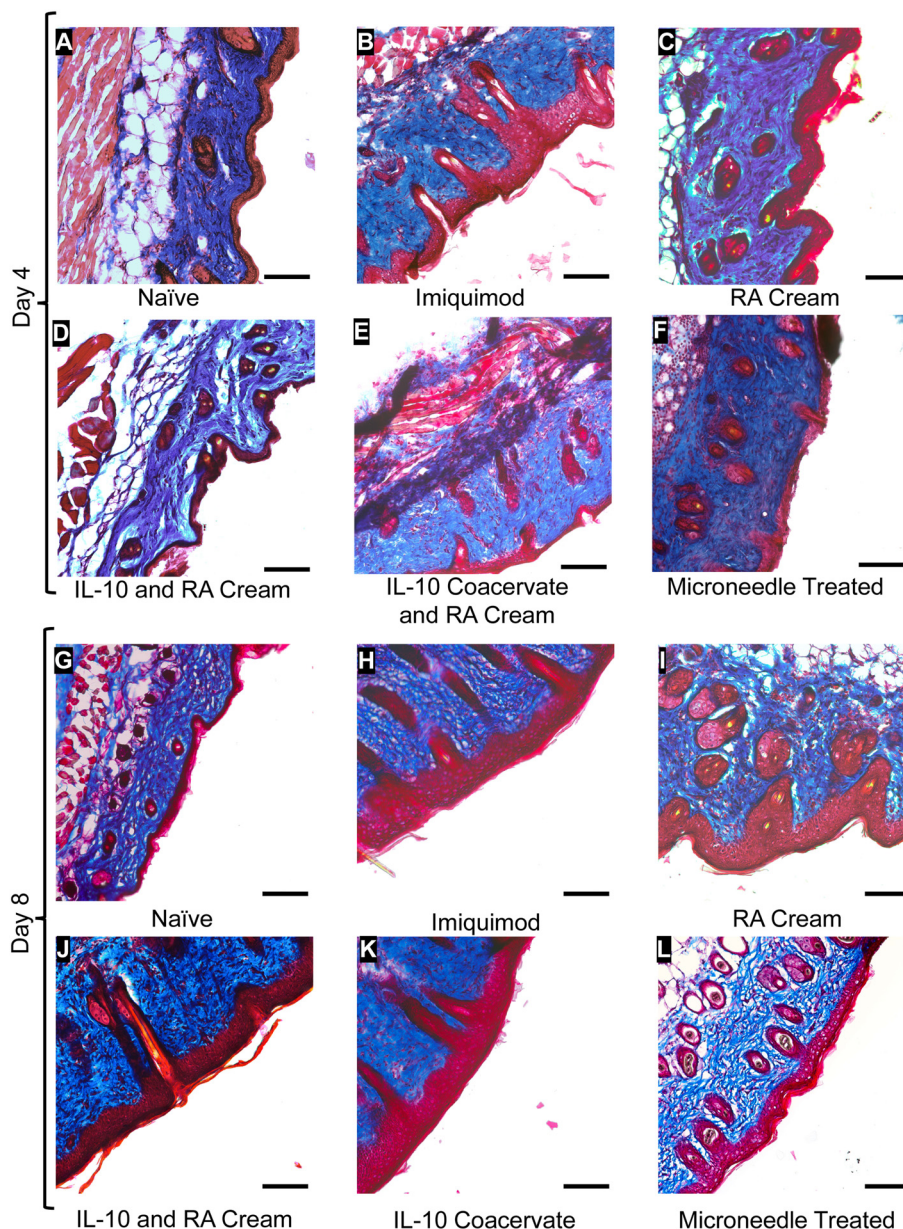 A
B
C
Naïve
Imiquimod
RA Cream
Day 4
D
E
F
IL-10 and RA Cream
IL-10 Coacervate
and RA Cream
Microneedle Treated
G
H
I
Naïve
Imiquimod
RA Cream
Day 8
J
K
L
IL-10 and RA Cream
IL-10 Coacervate
Microneedle Treated